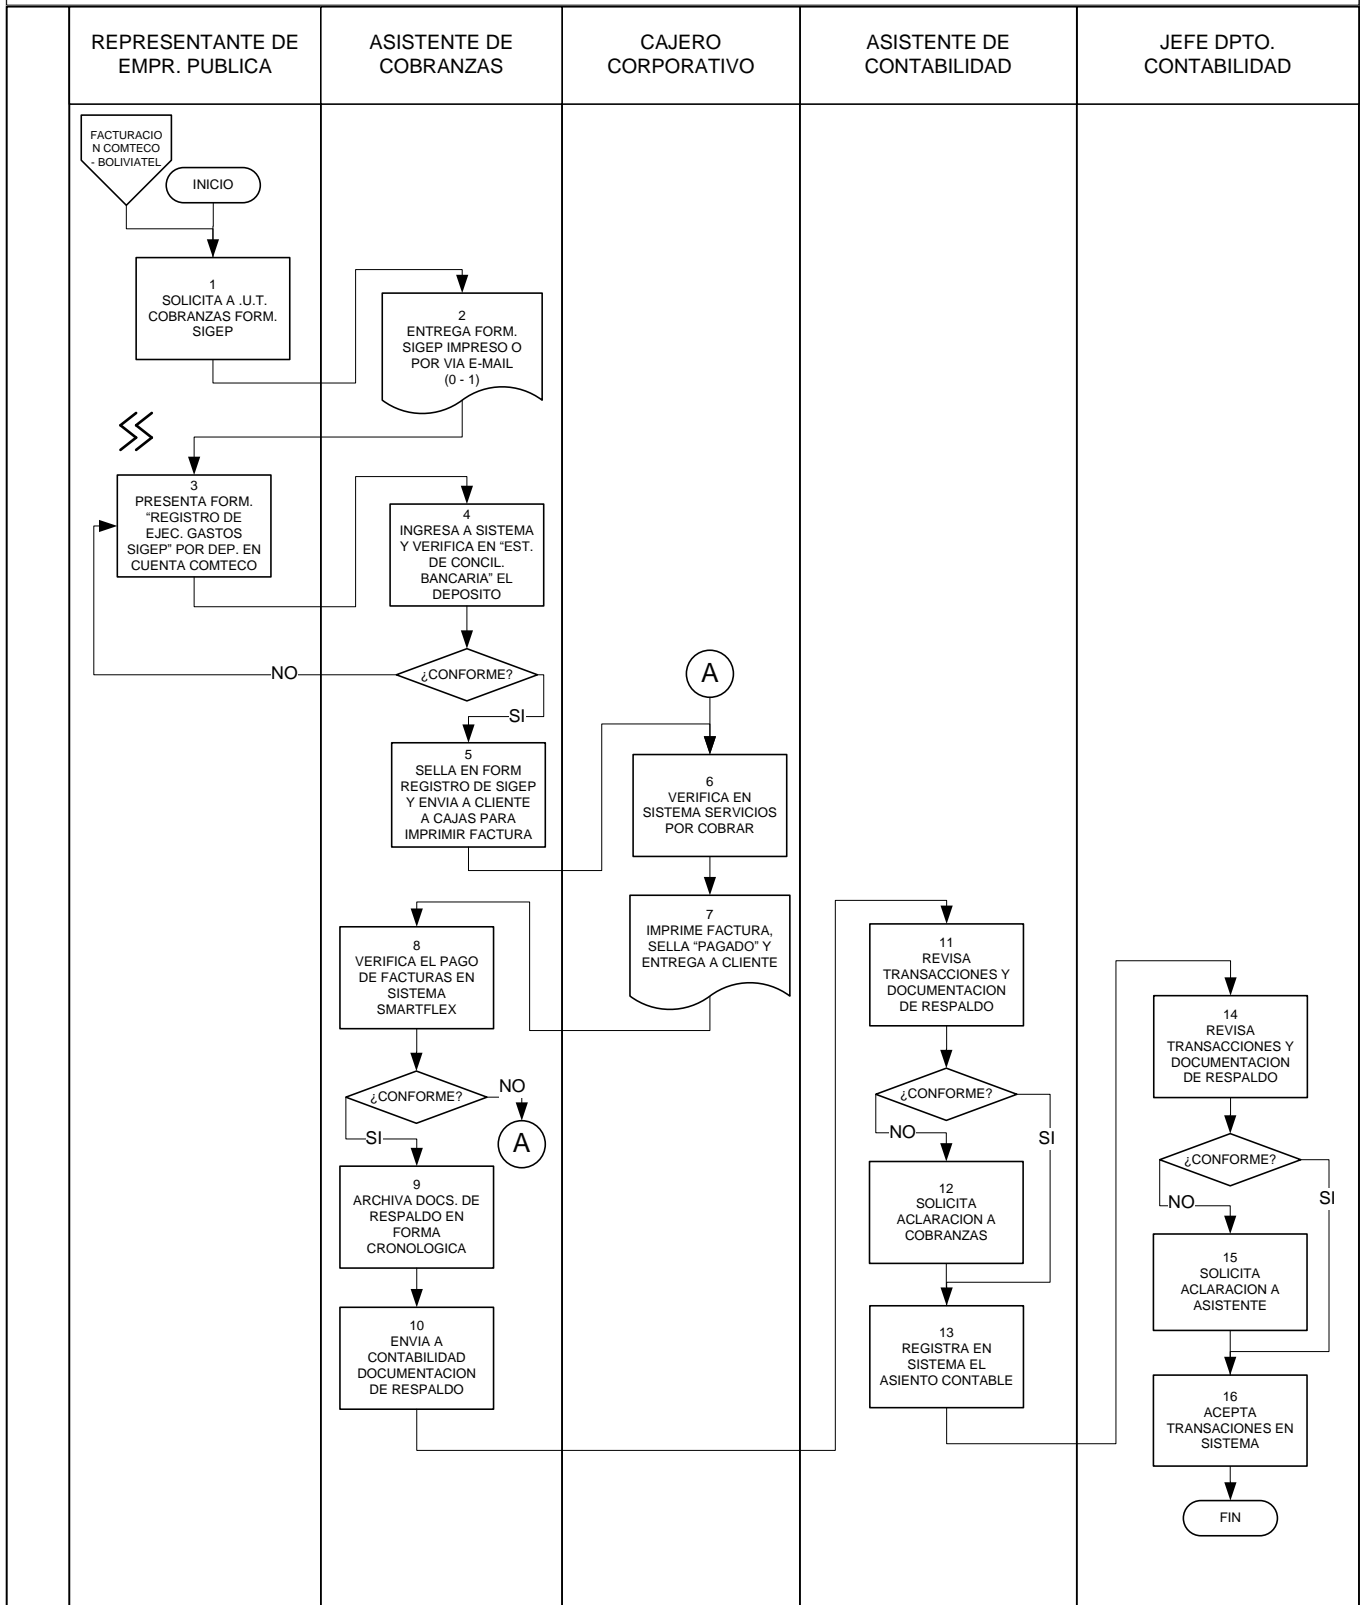 REPRESENTANTE DE
EMPR. PUBLICA
ASISTENTE DE
COBRANZAS
CAJERO
CORPORATIVO
ASISTENTE DE
CONTABILIDAD
JEFE DPTO.
CONTABILIDAD
FACTURACIO
N COMTECO
- BOLIVIATEL
INICIO
1
SOLICITA A .U.T.
COBRANZAS FORM.
SIGEP
2
ENTREGA FORM.
SIGEP IMPRESO O
POR VIA E-MAIL
(0 - 1)
3
PRESENTA FORM.
“REGISTRO DE
EJEC. GASTOS
SIGEP” POR DEP. EN
CUENTA COMTECO
4
INGRESA A SISTEMA
Y VERIFICA EN “EST.
DE CONCIL.
BANCARIA” EL
DEPOSITO
¿CONFORME?
NO
SI
5
SELLA EN FORM
REGISTRO DE SIGEP
Y ENVIA A CLIENTE
A CAJAS PARA
IMPRIMIR FACTURA
A
6
VERIFICA EN
SISTEMA SERVICIOS
POR COBRAR
7
IMPRIME FACTURA,
SELLA “PAGADO” Y
ENTREGA A CLIENTE
8
VERIFICA EL PAGO
DE FACTURAS EN
SISTEMA
SMARTFLEX
¿CONFORME?
NO
A
SI
9
ARCHIVA DOCS. DE
RESPALDO EN
FORMA
CRONOLOGICA
10
ENVIA A
CONTABILIDAD
DOCUMENTACION
DE RESPALDO
11
REVISA
TRANSACCIONES Y
DOCUMENTACION
DE RESPALDO
¿CONFORME?
NO
SI
12
SOLICITA
ACLARACION A
COBRANZAS
13
REGISTRA EN
SISTEMA EL
ASIENTO CONTABLE
14
REVISA
TRANSACCIONES Y
DOCUMENTACION
DE RESPALDO
¿CONFORME?
NO
SI
15
SOLICITA
ACLARACION A
ASISTENTE
16
ACEPTA
TRANSACIONES EN
SISTEMA
FIN